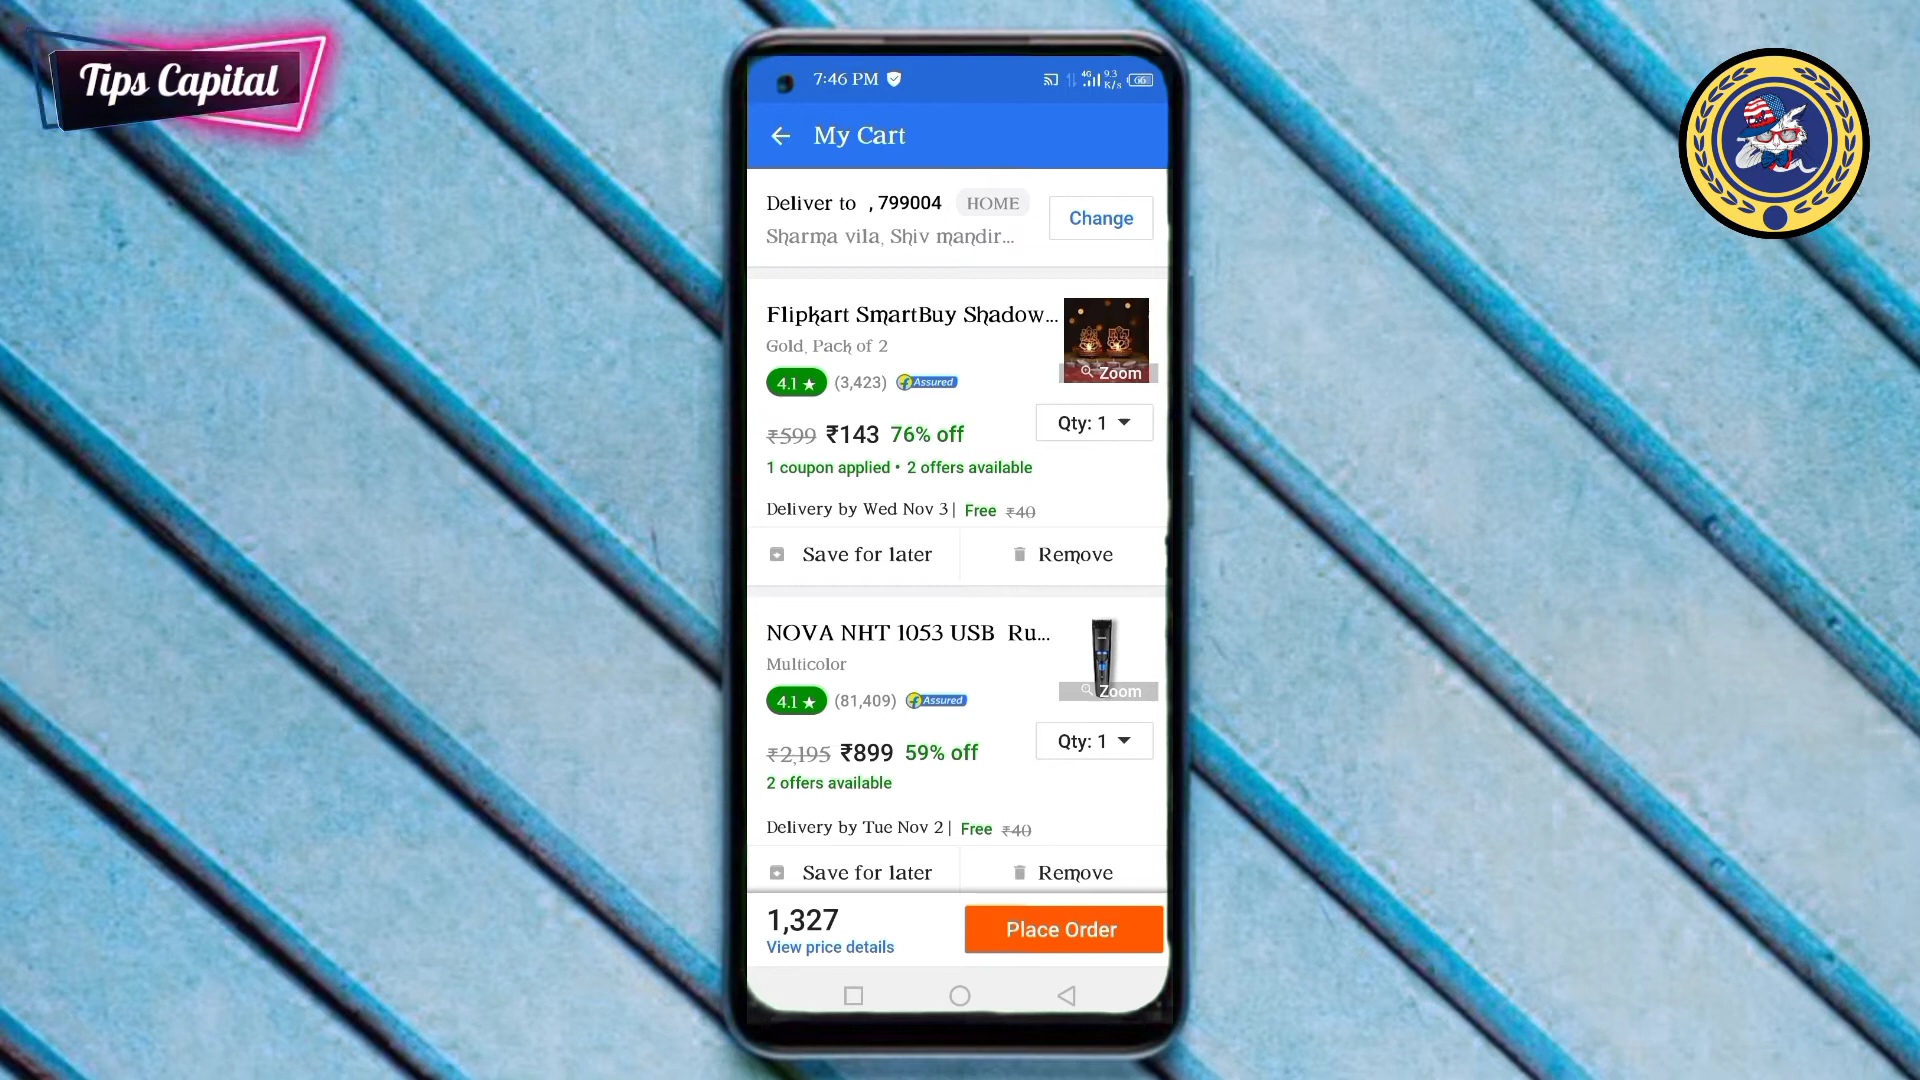 Tips Capital
7:46 PM 4G 9.3 K/s 66
My Cart
Deliver to , 799004 HOME
Change
Sharma vila, Shiv mandir...
Flipkart SmartBuy Shadow...
Gold, Pack of 2
4.1 ★ (3,423) f Assured
Zoom
₹599 ₹143 76% off
Qty: 1
1 coupon applied • 2 offers available
Delivery by Wed Nov 3 | Free ₹40
Save for later Remove
NOVA NHT 1053 USB Ru...
Multicolor
4.1 ★ (81,409) f Assured
Zoom
₹2,195 ₹899 59% off
Qty: 1
2 offers available
Delivery by Tue Nov 2 | Free ₹40
Save for later Remove
1,327
View price details
Place Order